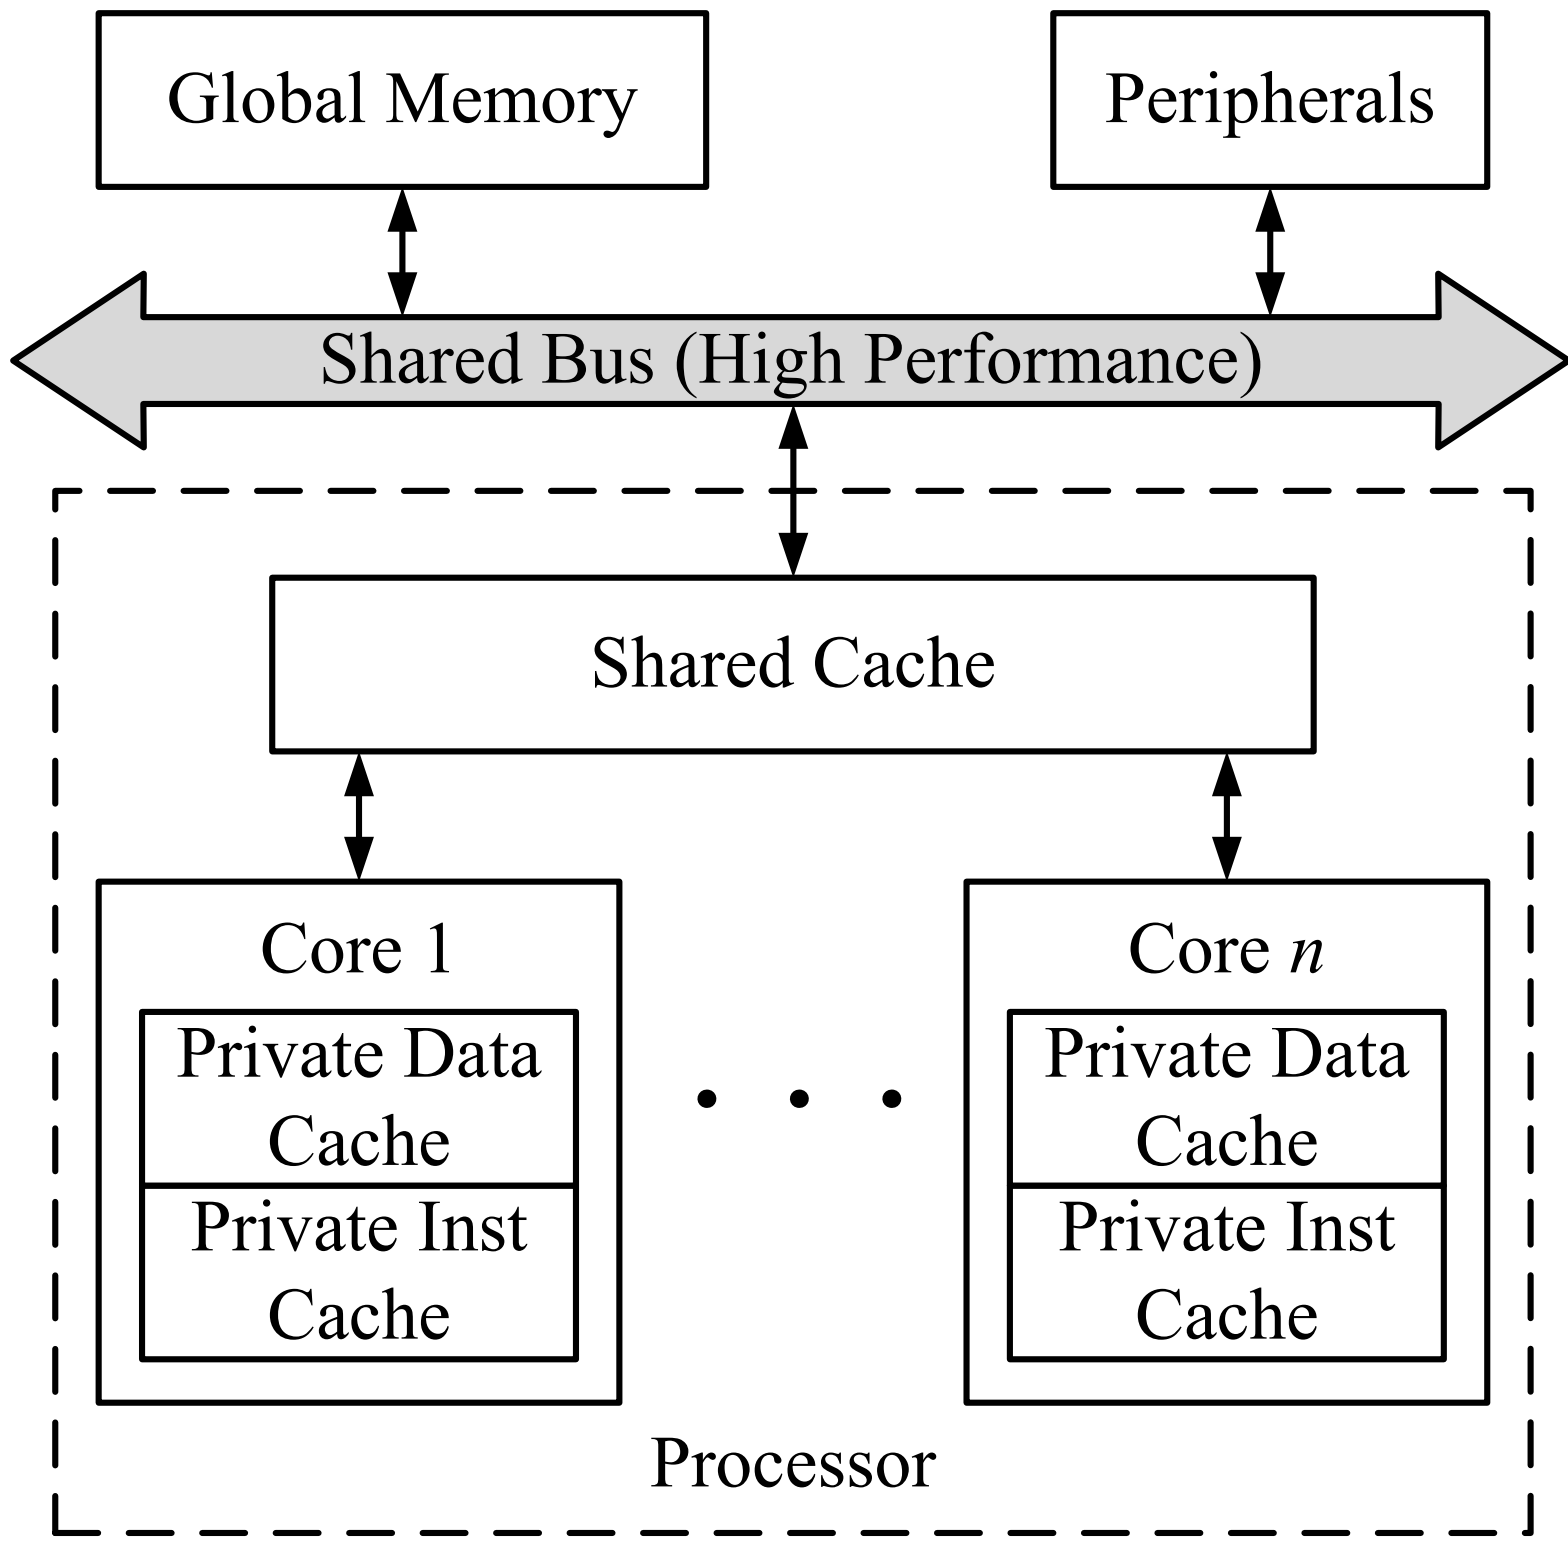 Global Memory
Peripherals
Shared Bus (High Performance)
Shared Cache
Core 1
Private Data
Cache
Private Inst
Cache
Core n
Private Data
Cache
Private Inst
Cache
Processor